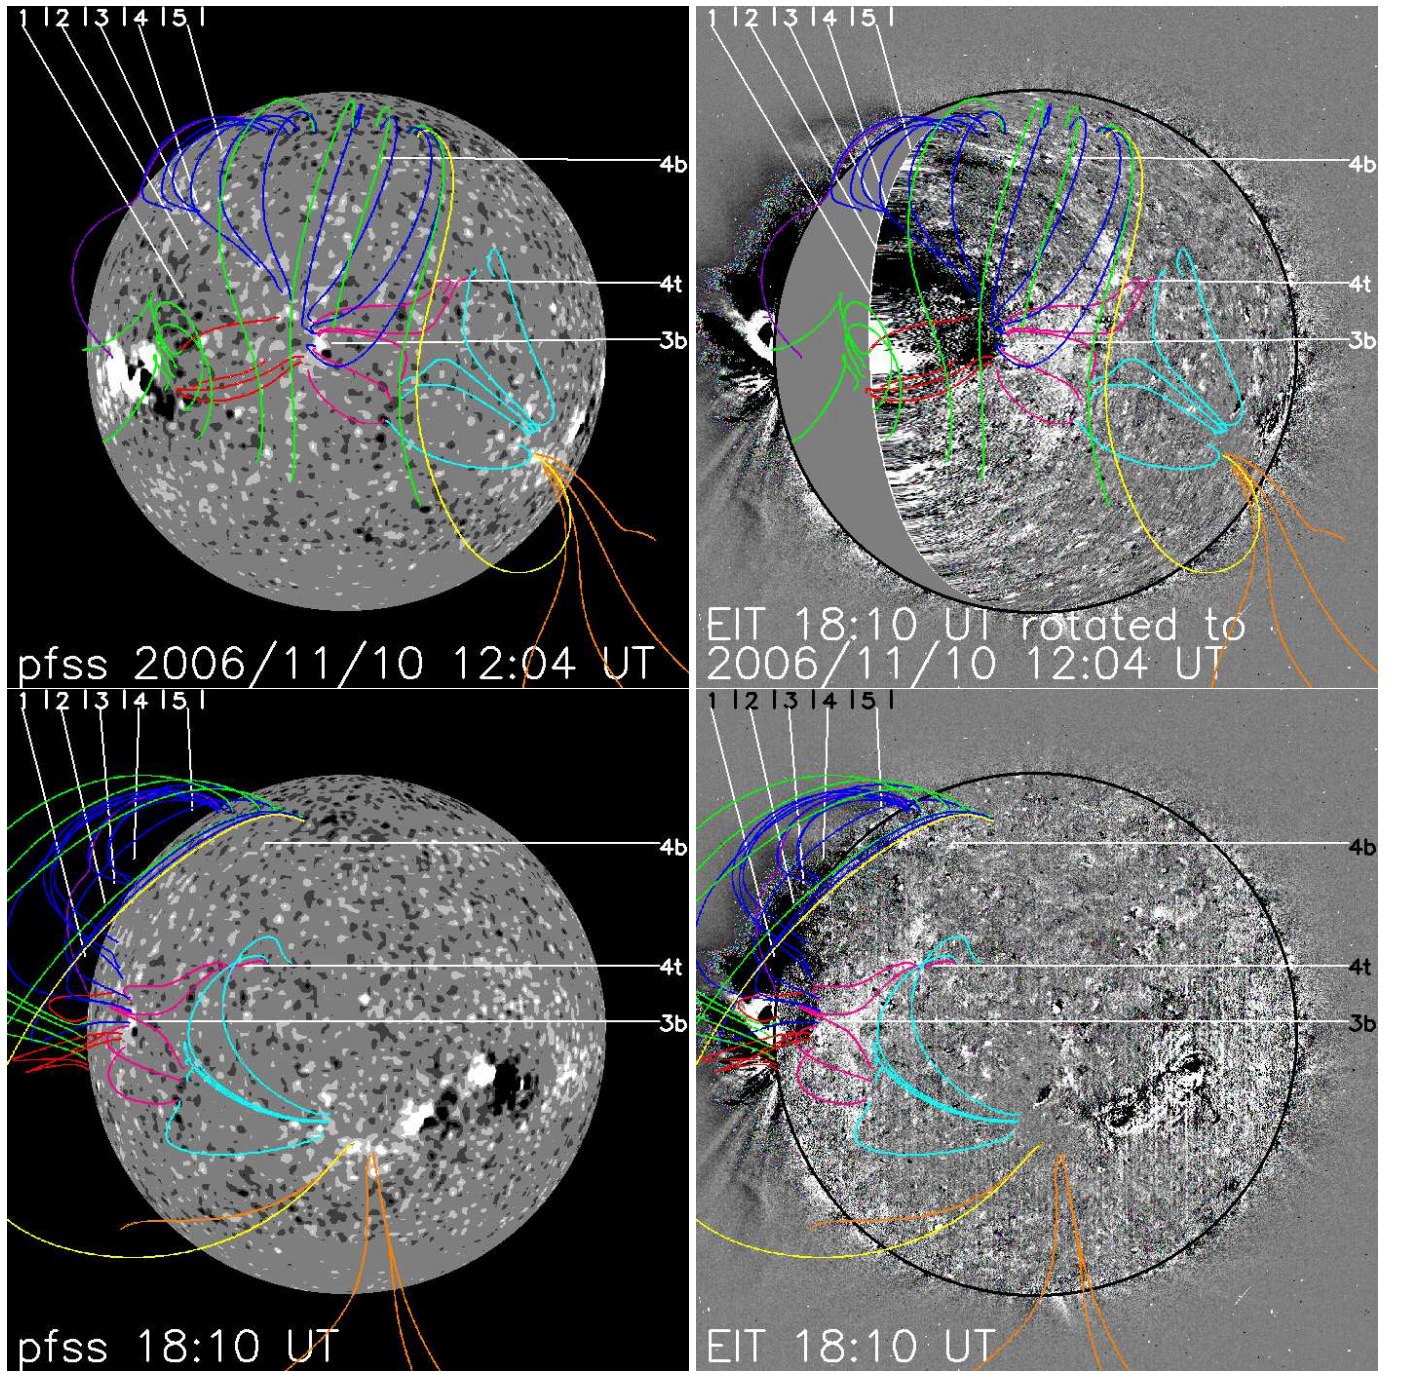 1 |2 |3 |4 |5 |
4b
4t
3b
pfss 2006/11/10 12:04 UT
1 |2 |3 |4 |5 |
4b
4t
3b
EIT 18:10 UT rotated to
2006/11/10 12:04 UT
1 |2 |3 |4 |5 |
4b
4t
3b
pfss 18:10 UT
1 |2 |3 |4 |5 |
4b
4t
3b
EIT 18:10 UT